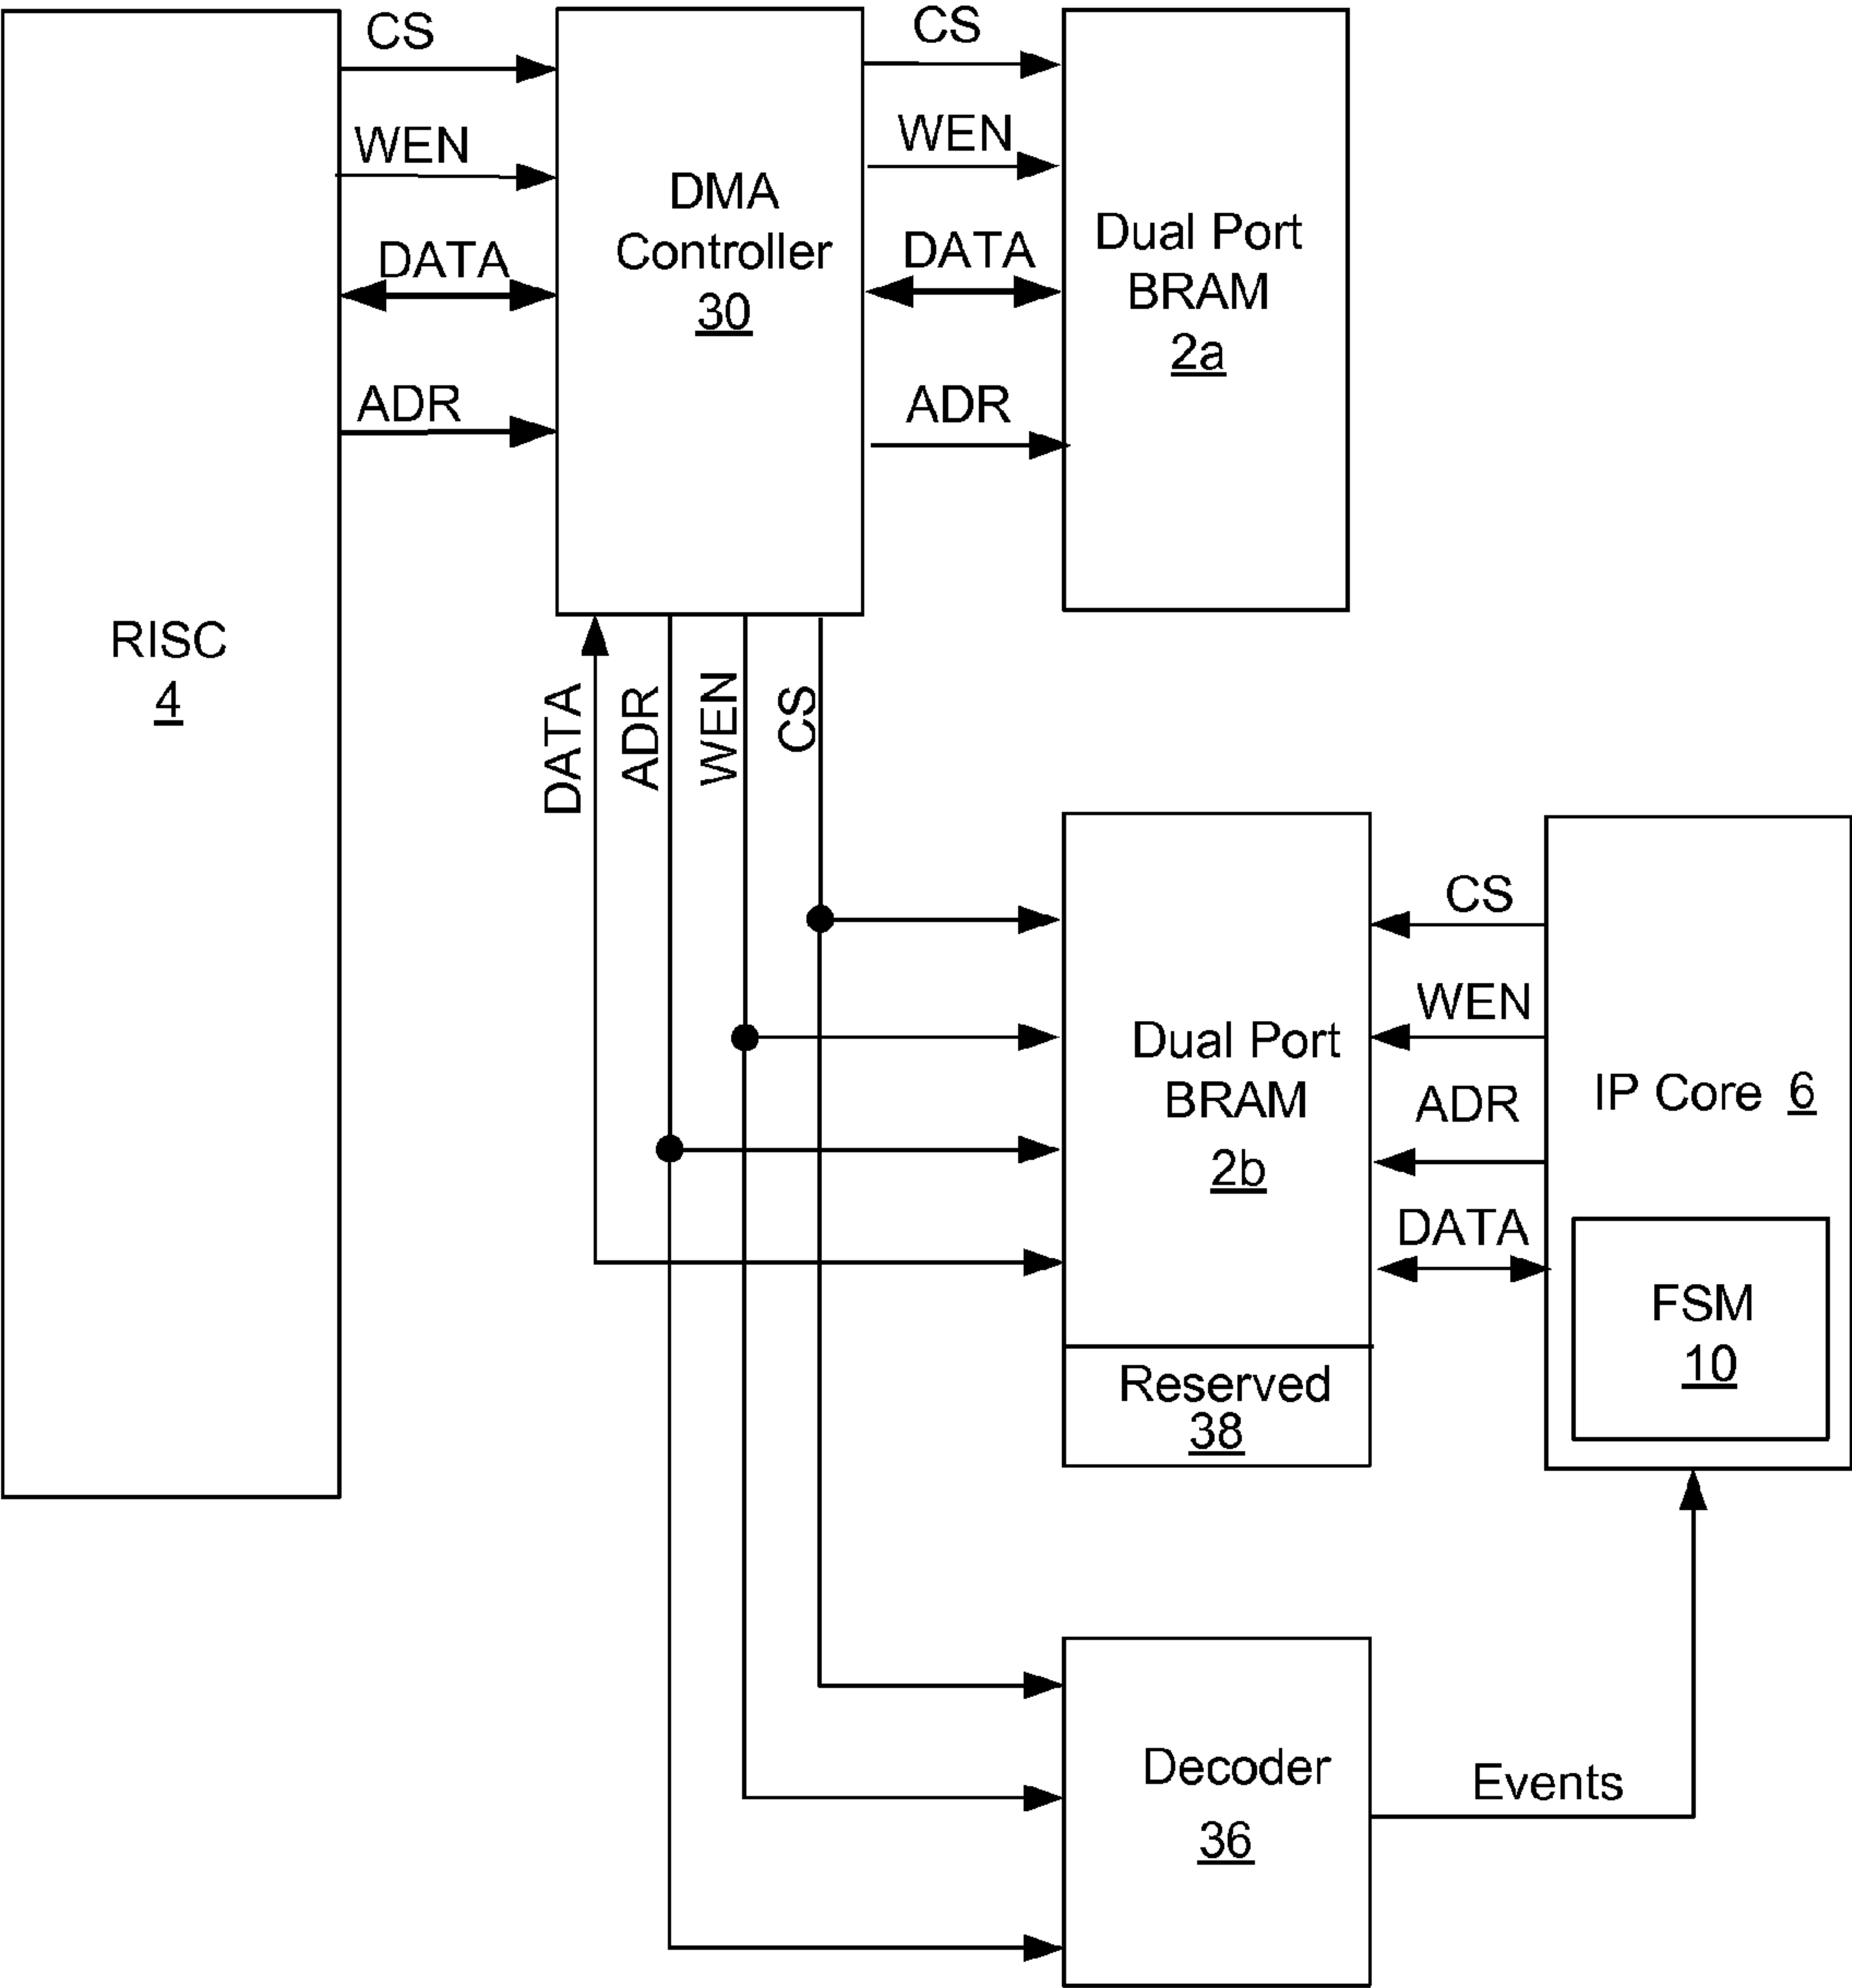 CS
WEN
DATA
ADR
RISC
4
DMA
Controller
30
CS
WEN
DATA
ADR
Dual Port
BRAM
2a
DATA
ADR
WEN
CS
Dual Port
BRAM
2b
Reserved
38
CS
WEN
ADR
DATA
IP Core 6
FSM
10
Decoder
36
Events